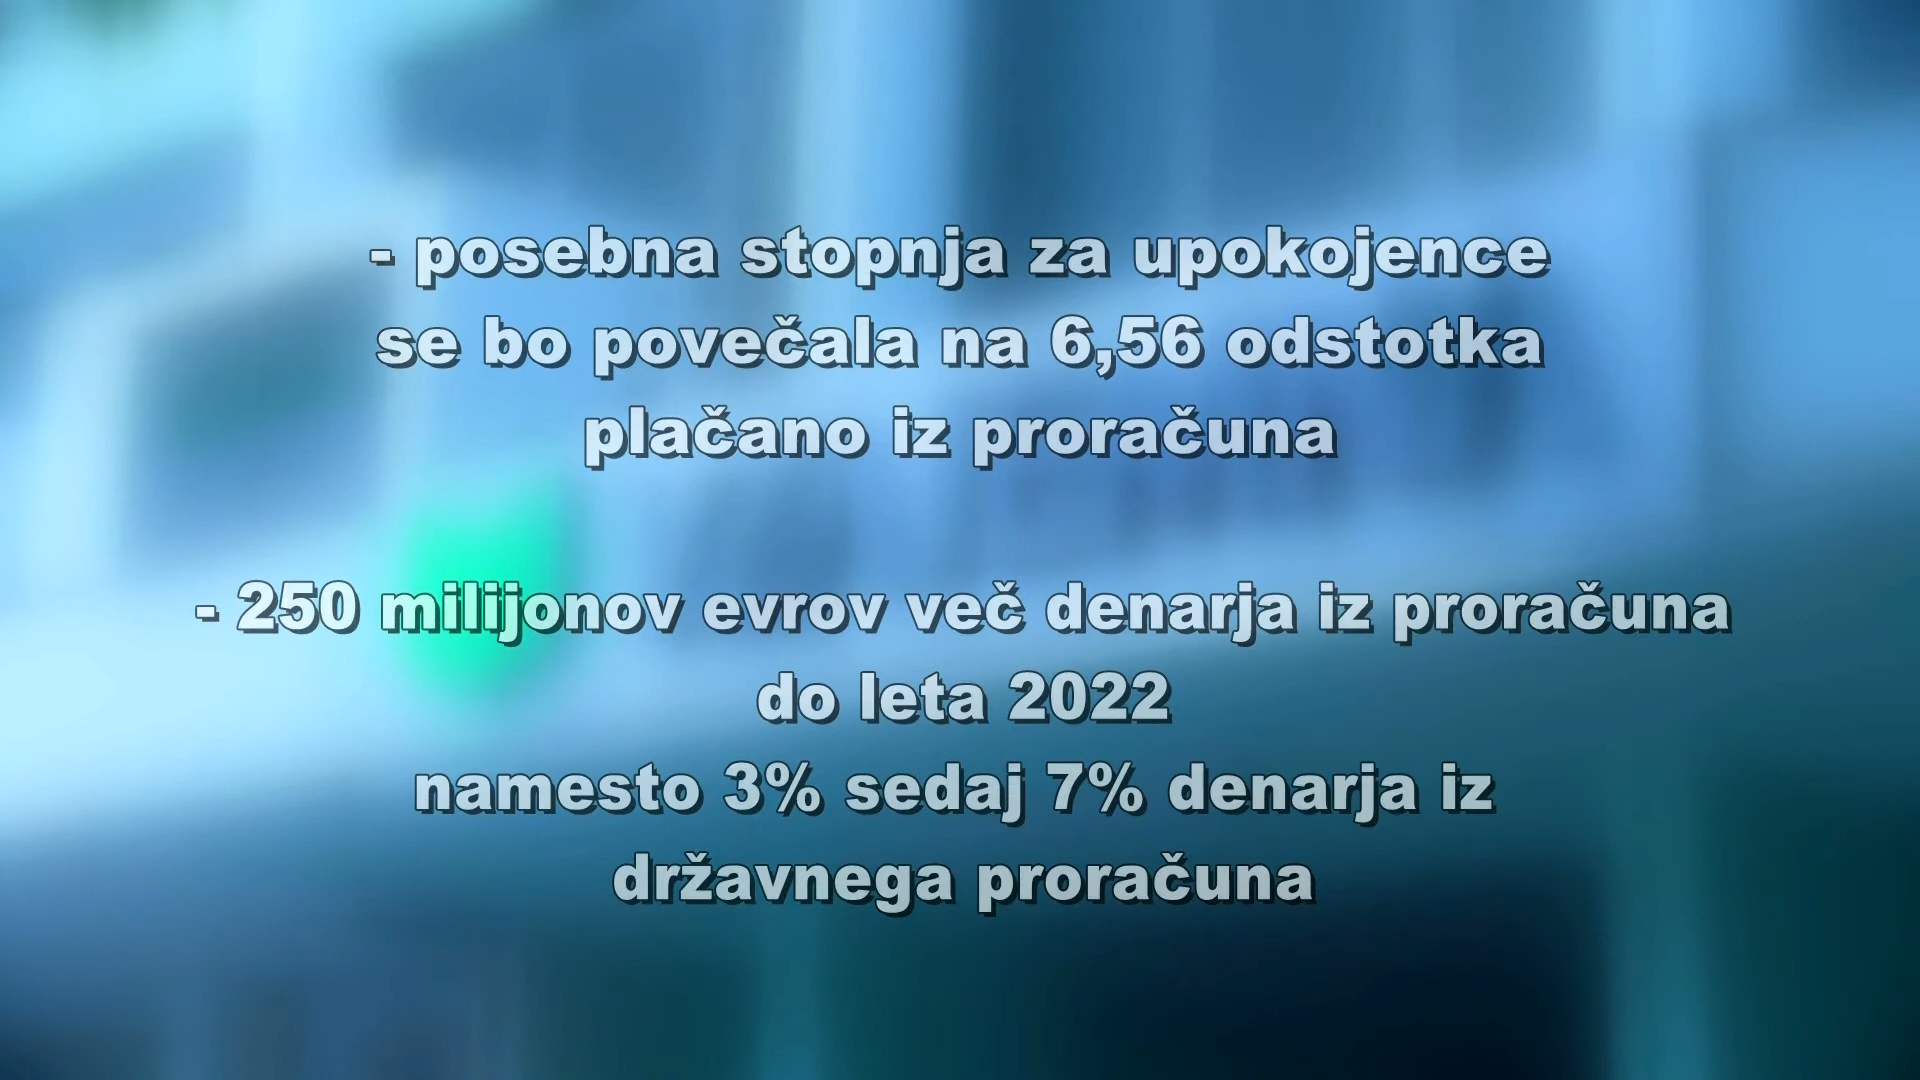 - posebna stopnja za upokojence
se bo povečala na 6,56 odstotka
plačano iz proračuna
- 250 milijonov evrov več denarja iz proračuna
do leta 2022
namesto 3% sedaj 7% denarja iz
državnega proračuna